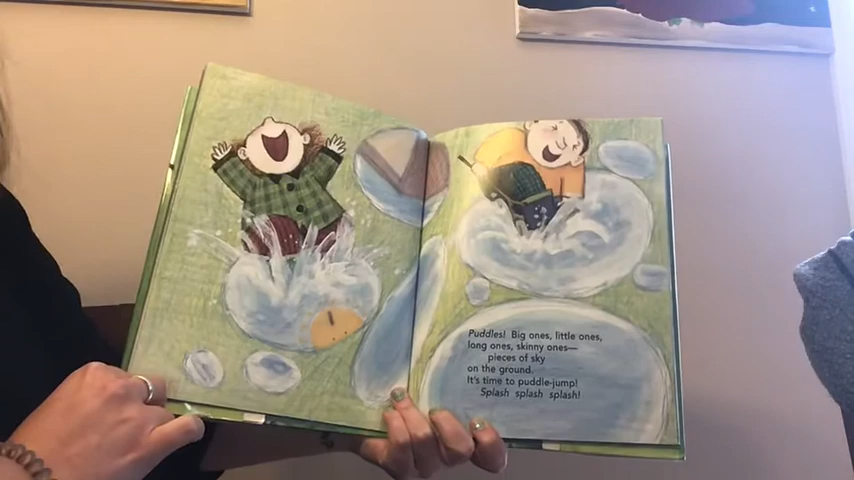 Puddles! Big ones, little ones,
long ones, skinny ones—
pieces of sky
on the ground.
It's time to puddle-jump!
Splash splash splash!